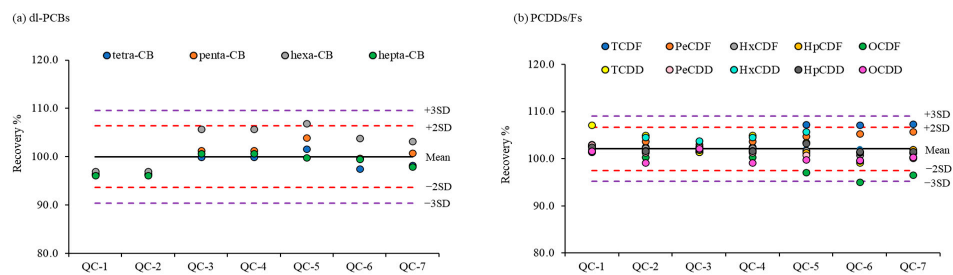 (a) dl-PCBs
tetra-CB penta-CB hexa-CB hepta-CB
120.0
110.0
100.0
90.0
80.0
Recovery %
+3SD
+2SD
Mean
−2SD
−3SD
QC-1 QC-2 QC-3 QC-4 QC-5 QC-6 QC-7
(b) PCDDs/Fs
TCDF PeCDF HxCDF HpCDF OCDF
TCDD PeCDD HxCDD HpCDD OCDD
120.0
110.0
100.0
90.0
80.0
Recovery %
+3SD
+2SD
Mean
−2SD
−3SD
QC-1 QC-2 QC-3 QC-4 QC-5 QC-6 QC-7